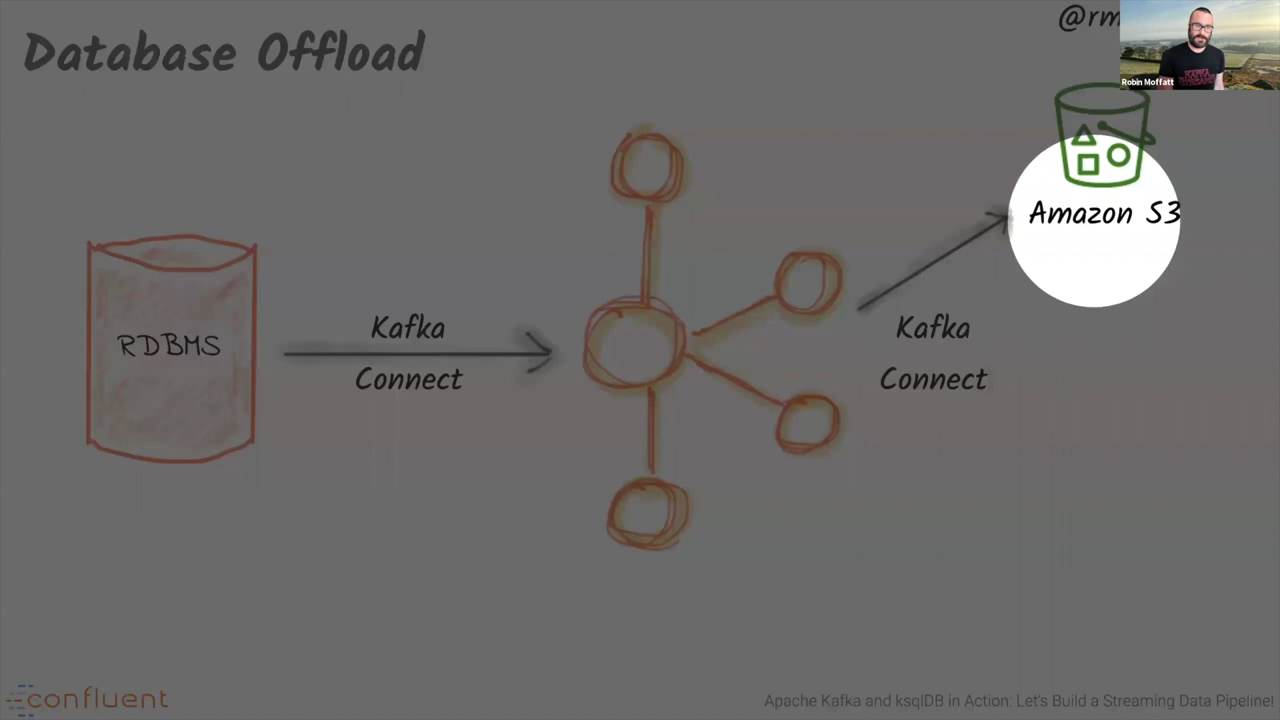 Database Offload
@rm
Robin Moffatt
Amazon S3
RDBMS
Kafka
Connect
Kafka
Connect
confluent
Apache Kafka and ksqlDB in Action: Let's Build a Streaming Data Pipeline!